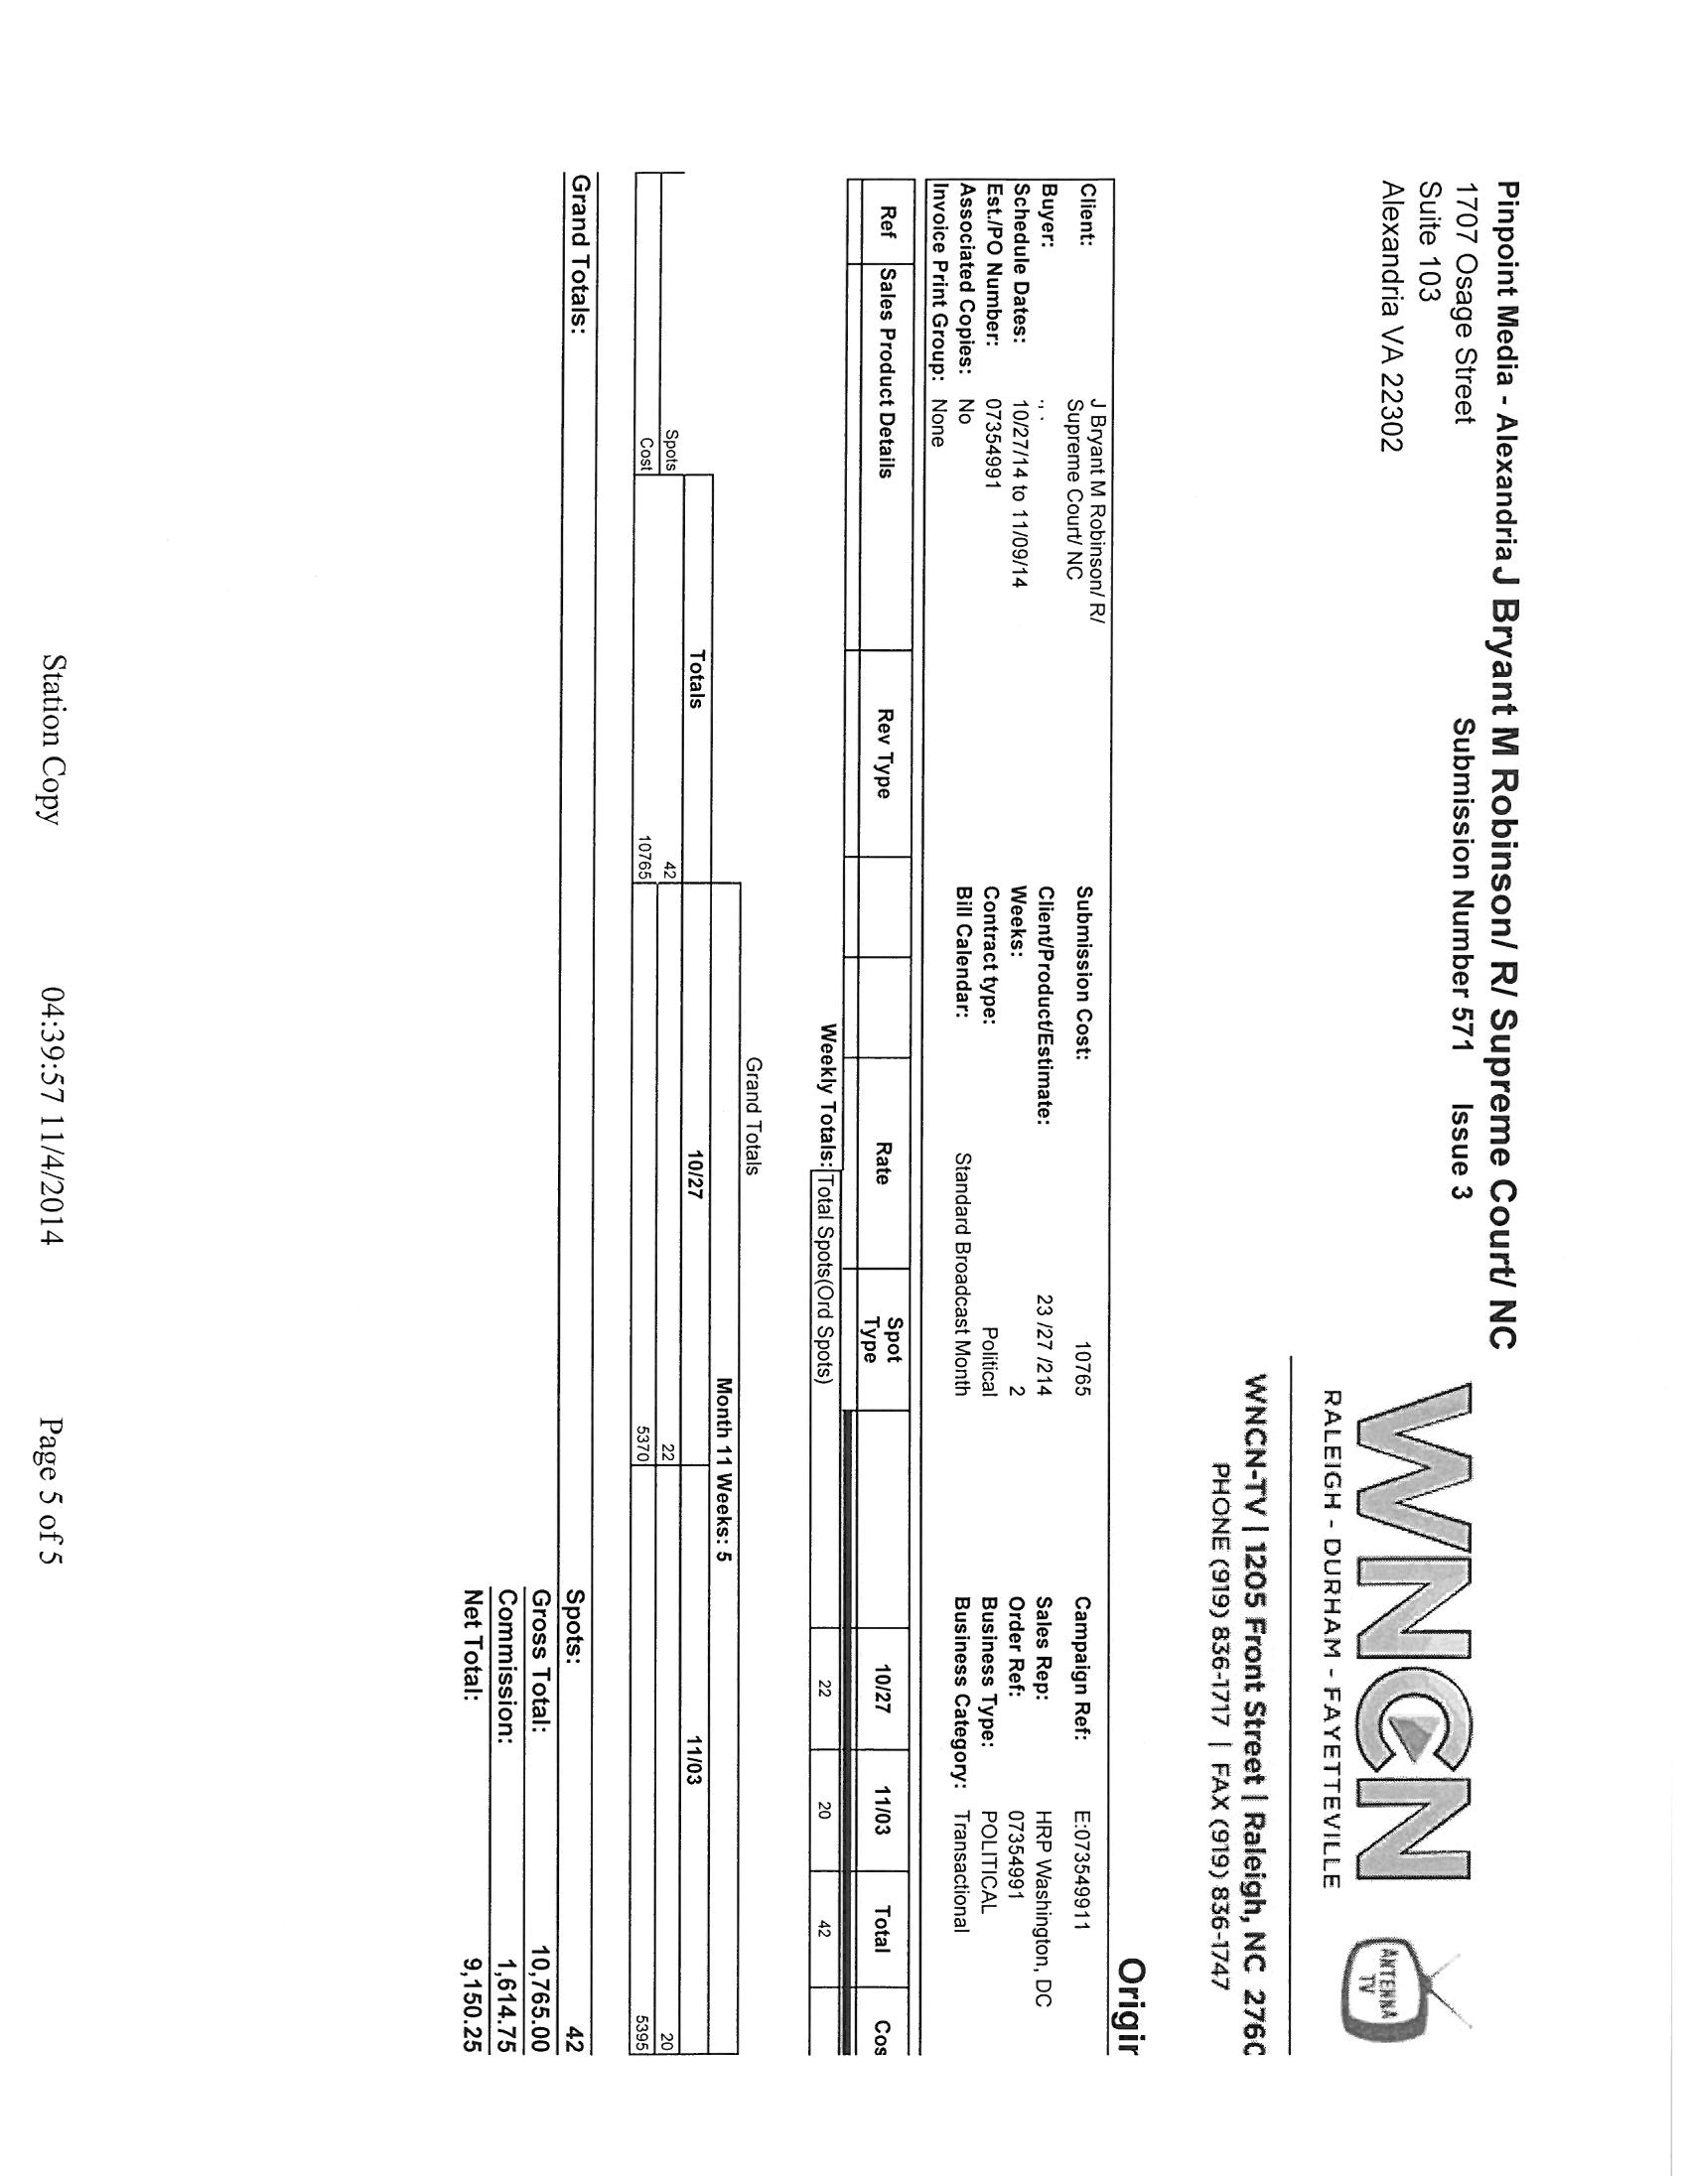 Pinpoint Media - Alexandria J Bryant M Robinson/ R/ Supreme Court/ NC
1707 Osage Street
Submission Number 571 Issue 3
Suite 103
Alexandria VA 22302
WNCN
RALEIGH - DURHAM - FAYETTEVILLE
ANTENNA
TV
WNCN-TV | 1205 Front Street | Raleigh, NC 2760
PHONE (919) 836-1717 | FAX (919) 836-1747
Origin
Client: J Bryant M Robinson/ R/ Submission Cost: 10765 Campaign Ref: E:073549911
Supreme Court/ NC
Buyer: ", ' Client/Product/Estimate: 23 /27 /214 Sales Rep: HRP Washington, DC
Schedule Dates: 10/27/14 to 11/09/14 Weeks: 2 Order Ref: 07354991
Est./PO Number: 07354991 Contract type: Political Business Type: POLITICAL
Associated Copies: No Bill Calendar: Standard Broadcast Month Business Category: Transactional
Invoice Print Group: None
Ref Sales Product Details Rev Type Rate Spot 10/27 11/03 Total Cos
Type
Weekly Totals: Total Spots(Ord Spots) 22 20 42
Grand Totals
Month 11 Weeks: 5
Totals 10/27 11/03
Spots 42 22 20
Cost 10765 5370 5395
Grand Totals: Spots: 42
Gross Total: 10,765.00
Commission: 1,614.75
Net Total: 9,150.25
Station Copy 04:39:57 11/4/2014 Page 5 of 5